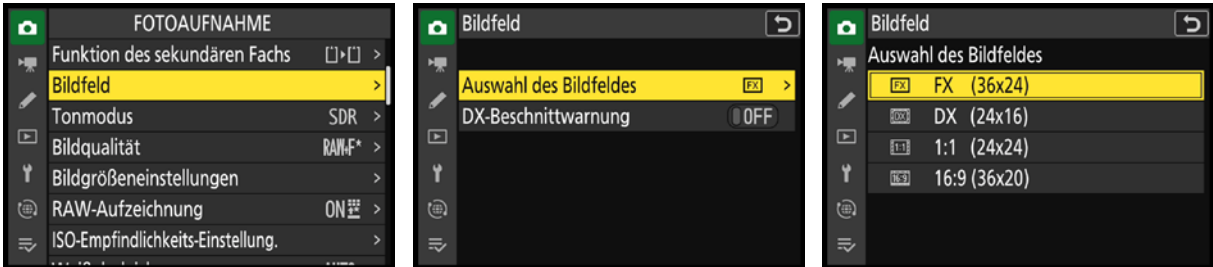 FOTOAUFNAHME
Funktion des sekundären Fachs
Bildfeld
Tonmodus SDR
Bildqualität RAW+F*
Bildgrößeneinstellungen
RAW-Aufzeichnung ON
ISO-Empfindlichkeits-Einstellung.
Bildfeld
Auswahl des Bildfeldes FX
DX-Beschnittwarnung OFF
Bildfeld
Auswahl des Bildfeldes
FX FX (36x24)
DX DX (24x16)
1:1 1:1 (24x24)
16:9 16:9 (36x20)